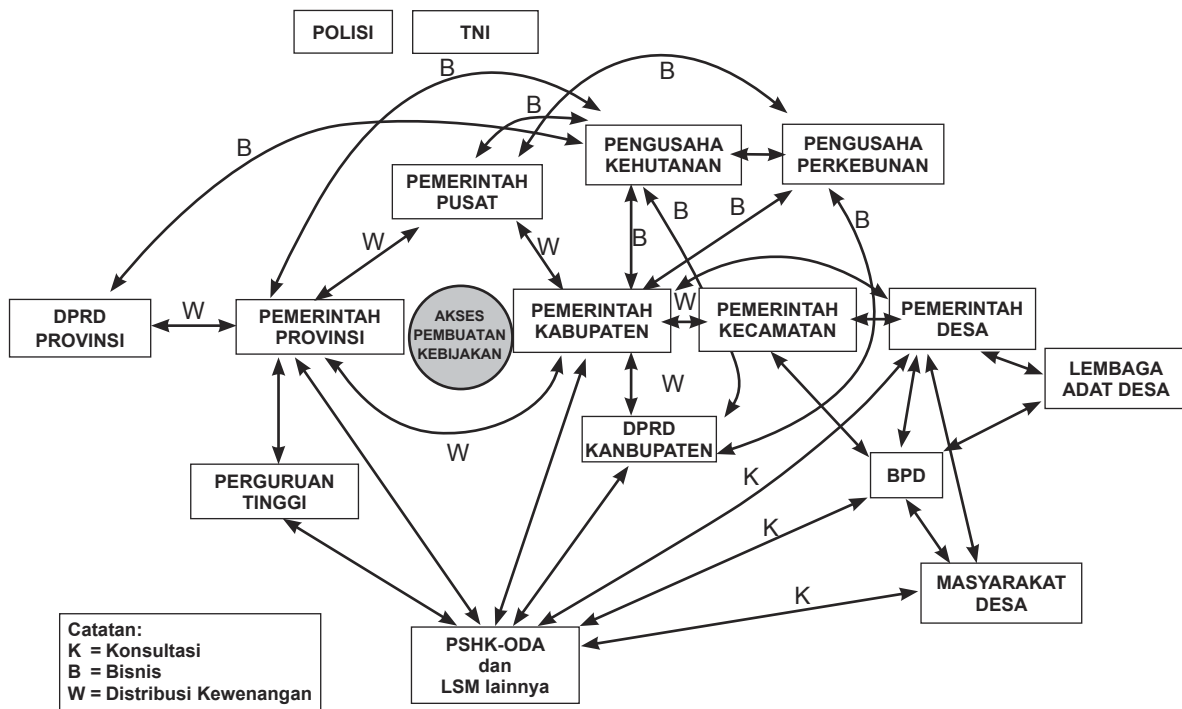 POLISI
TNI
B
B
B
B
PENGUSAHA
KEHUTANAN
PENGUSAHA
PERKEBUNAN
PEMERINTAH
PUSAT
B
B
B
B
W
W
DPRD
PROVINSI
W
PEMERINTAH
PROVINSI
AKSES
PEMBUATAN
KEBIJAKAN
PEMERINTAH
KABUPATEN
W
PEMERINTAH
KECAMATAN
PEMERINTAH
DESA
LEMBAGA
ADAT DESA
W
W
DPRD
KANBUPATEN
PERGURUAN
TINGGI
BPD
K
K
K
MASYARAKAT
DESA
PSHK-ODA
dan
LSM lainnya
Catatan:
K = Konsultasi
B = Bisnis
W = Distribusi Kewenangan